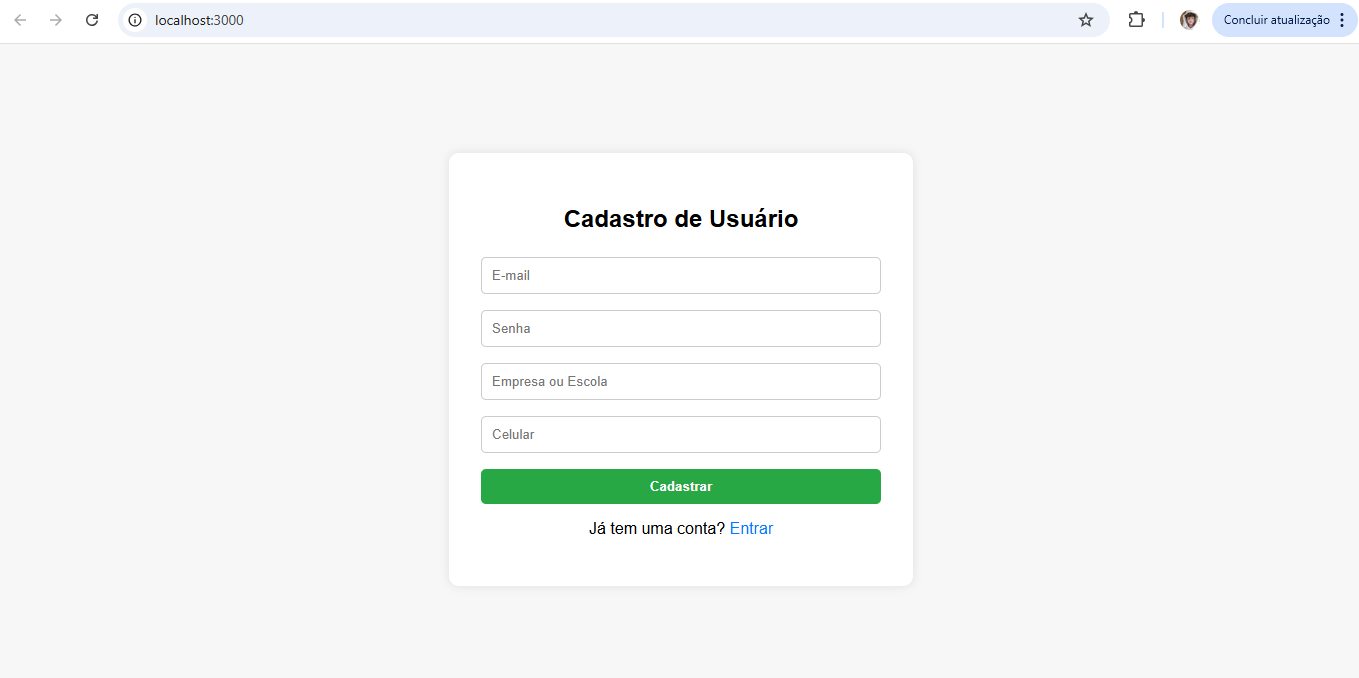 localhost:3000
Concluir atualização
Cadastro de Usuário
E-mail
Senha
Empresa ou Escola
Celular
Cadastrar
Já tem uma conta? Entrar